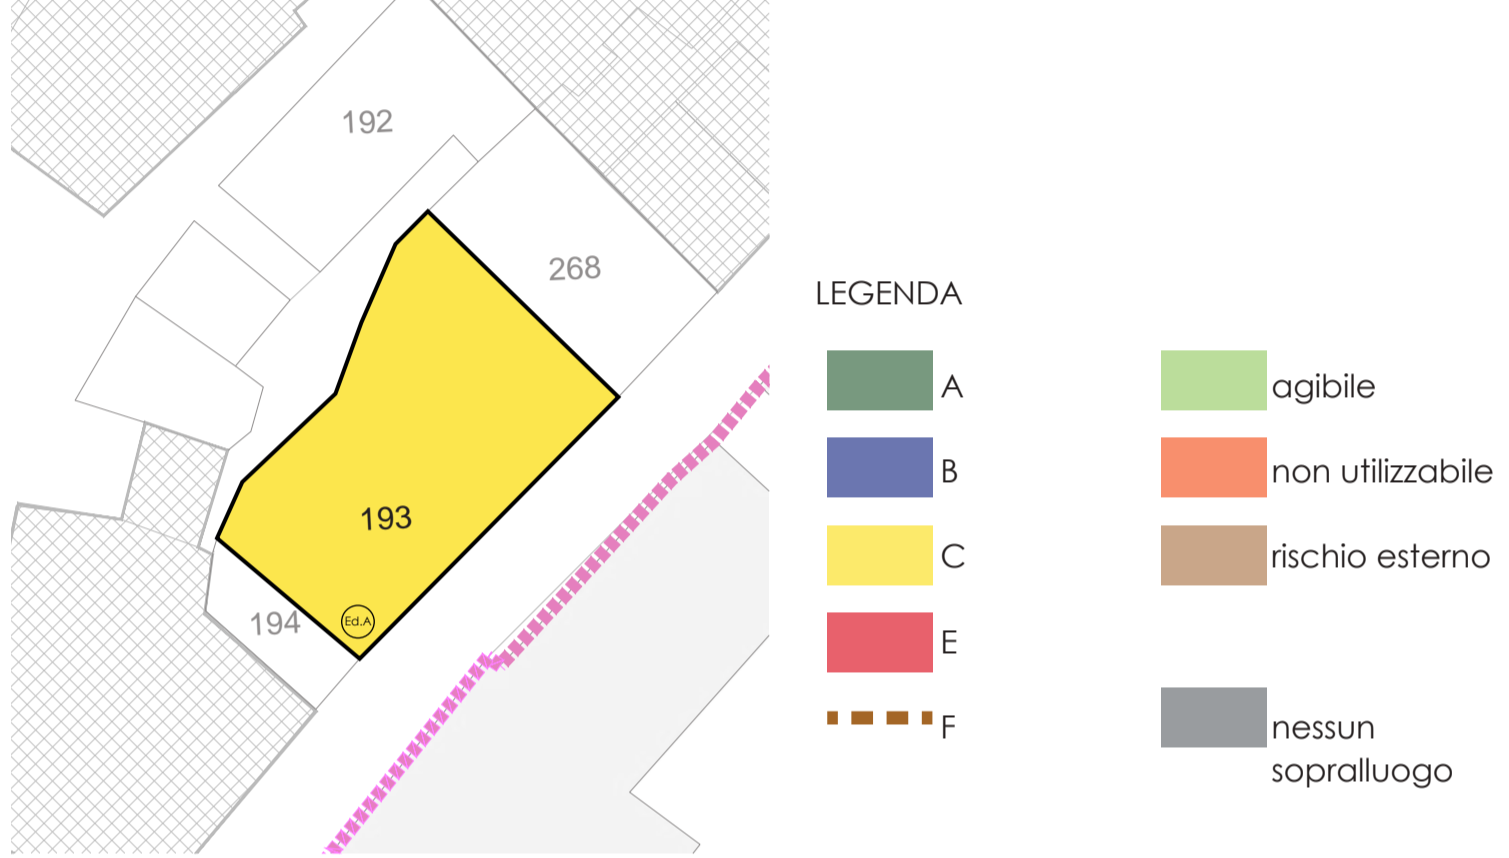 192
268
193
194
Ed.A
LEGENDA
A
B
C
E
F
agibile
non utilizzabile
rischio esterno
nessun
sopralluogo